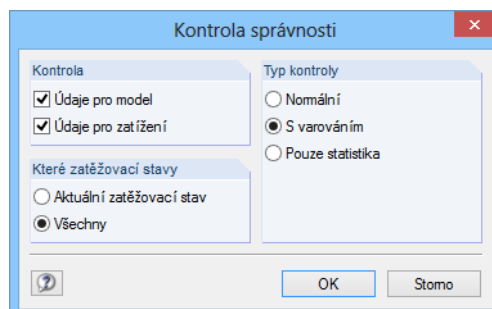 Kontrola správnosti
Kontrola
Údaje pro model
Údaje pro zatížení
Které zatěžovací stavy
Aktuální zatěžovací stav
Všechny
Typ kontroly
Normální
S varováním
Pouze statistika
OK
Storno